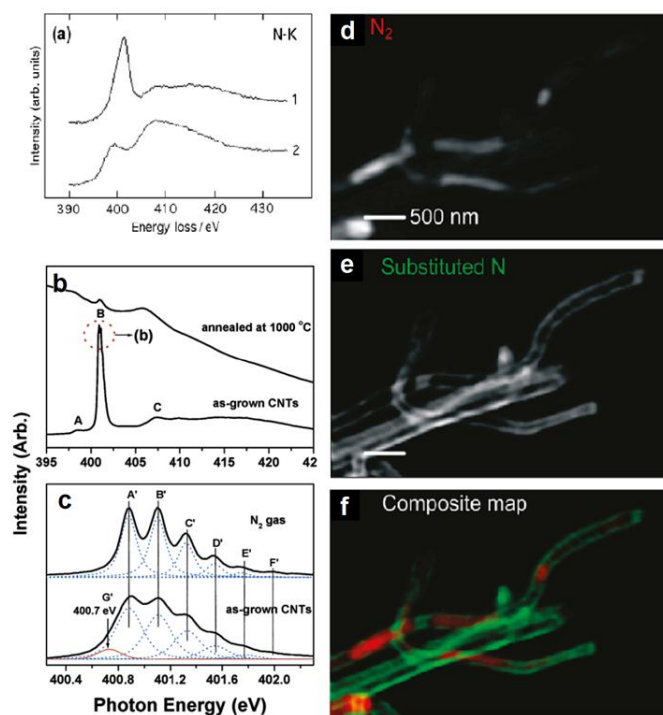 (a)
N-K
1
2
Intensity (arb. units)
390 400 410 420 430
Energy loss / eV
b
B
(b)
annealed at 1000 °C
A
C
as-grown CNTs
395 400 405 410 415 420 42
Intensity (Arb.)
c
A' B' C' D' E' F'
N₂ gas
G'
400.7 eV
as-grown CNTs
400.4 400.8 401.2 401.6 402.0
Photon Energy (eV)
d
N₂
500 nm
e
Substituted N
f
Composite map